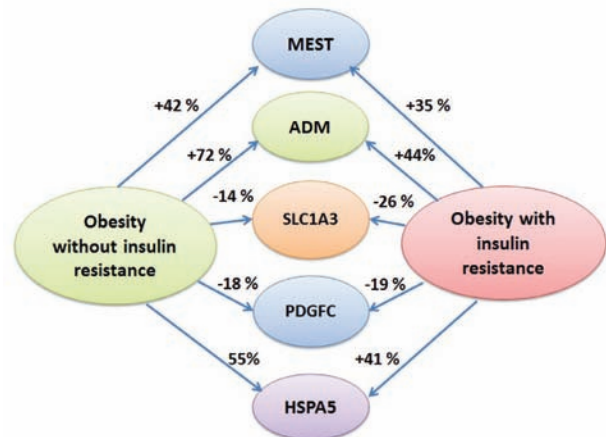 MEST
+42 %
+35 %
ADM
+72 %
+44%
-14 %
SLC1A3
-26 %
Obesity
without insulin
resistance
Obesity with
insulin
resistance
-18 %
PDGFC
-19 %
55%
+41 %
HSPA5